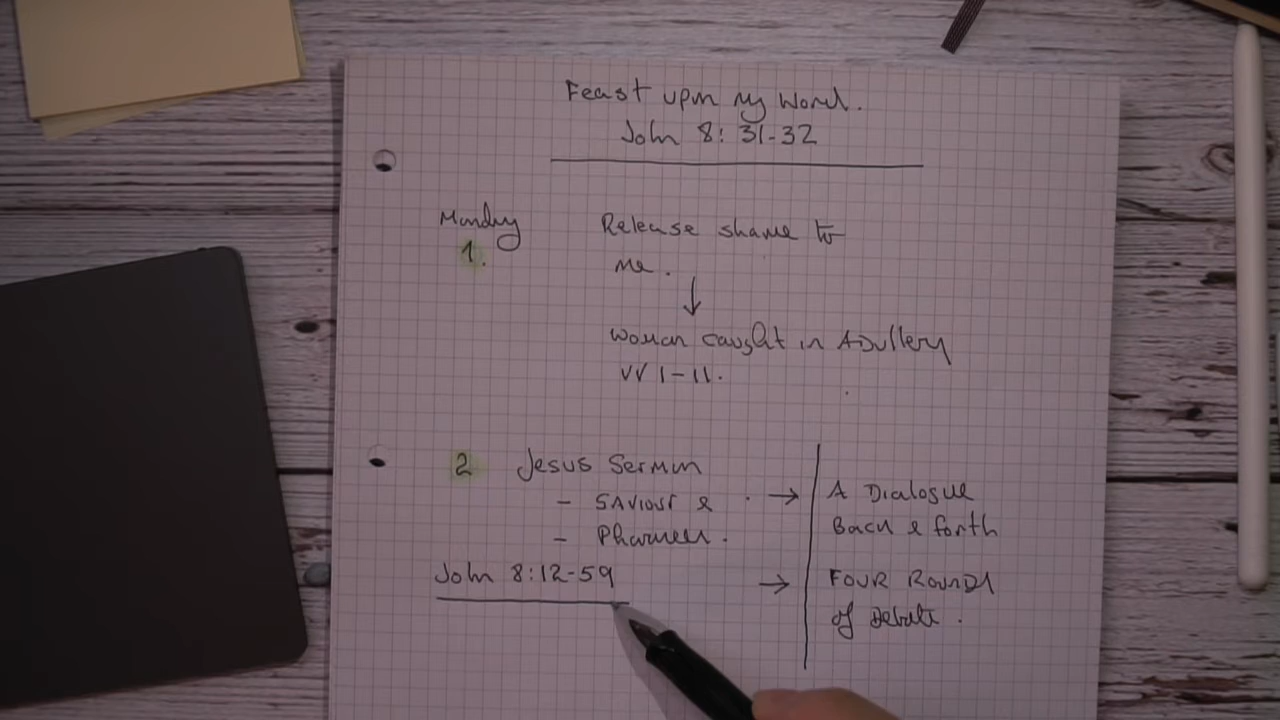 Feast upon my Word.
John 8: 31-32
Monday
1.
Release shame to
me.
↓
Woman caught in ADultery
VV 1-11.
2 Jesus Sermon
- SAViour &
- Pharisees.
John 8:12-59
→ A Dialogue
Back & forth
→ FOUR ROUNDS
of Debate.